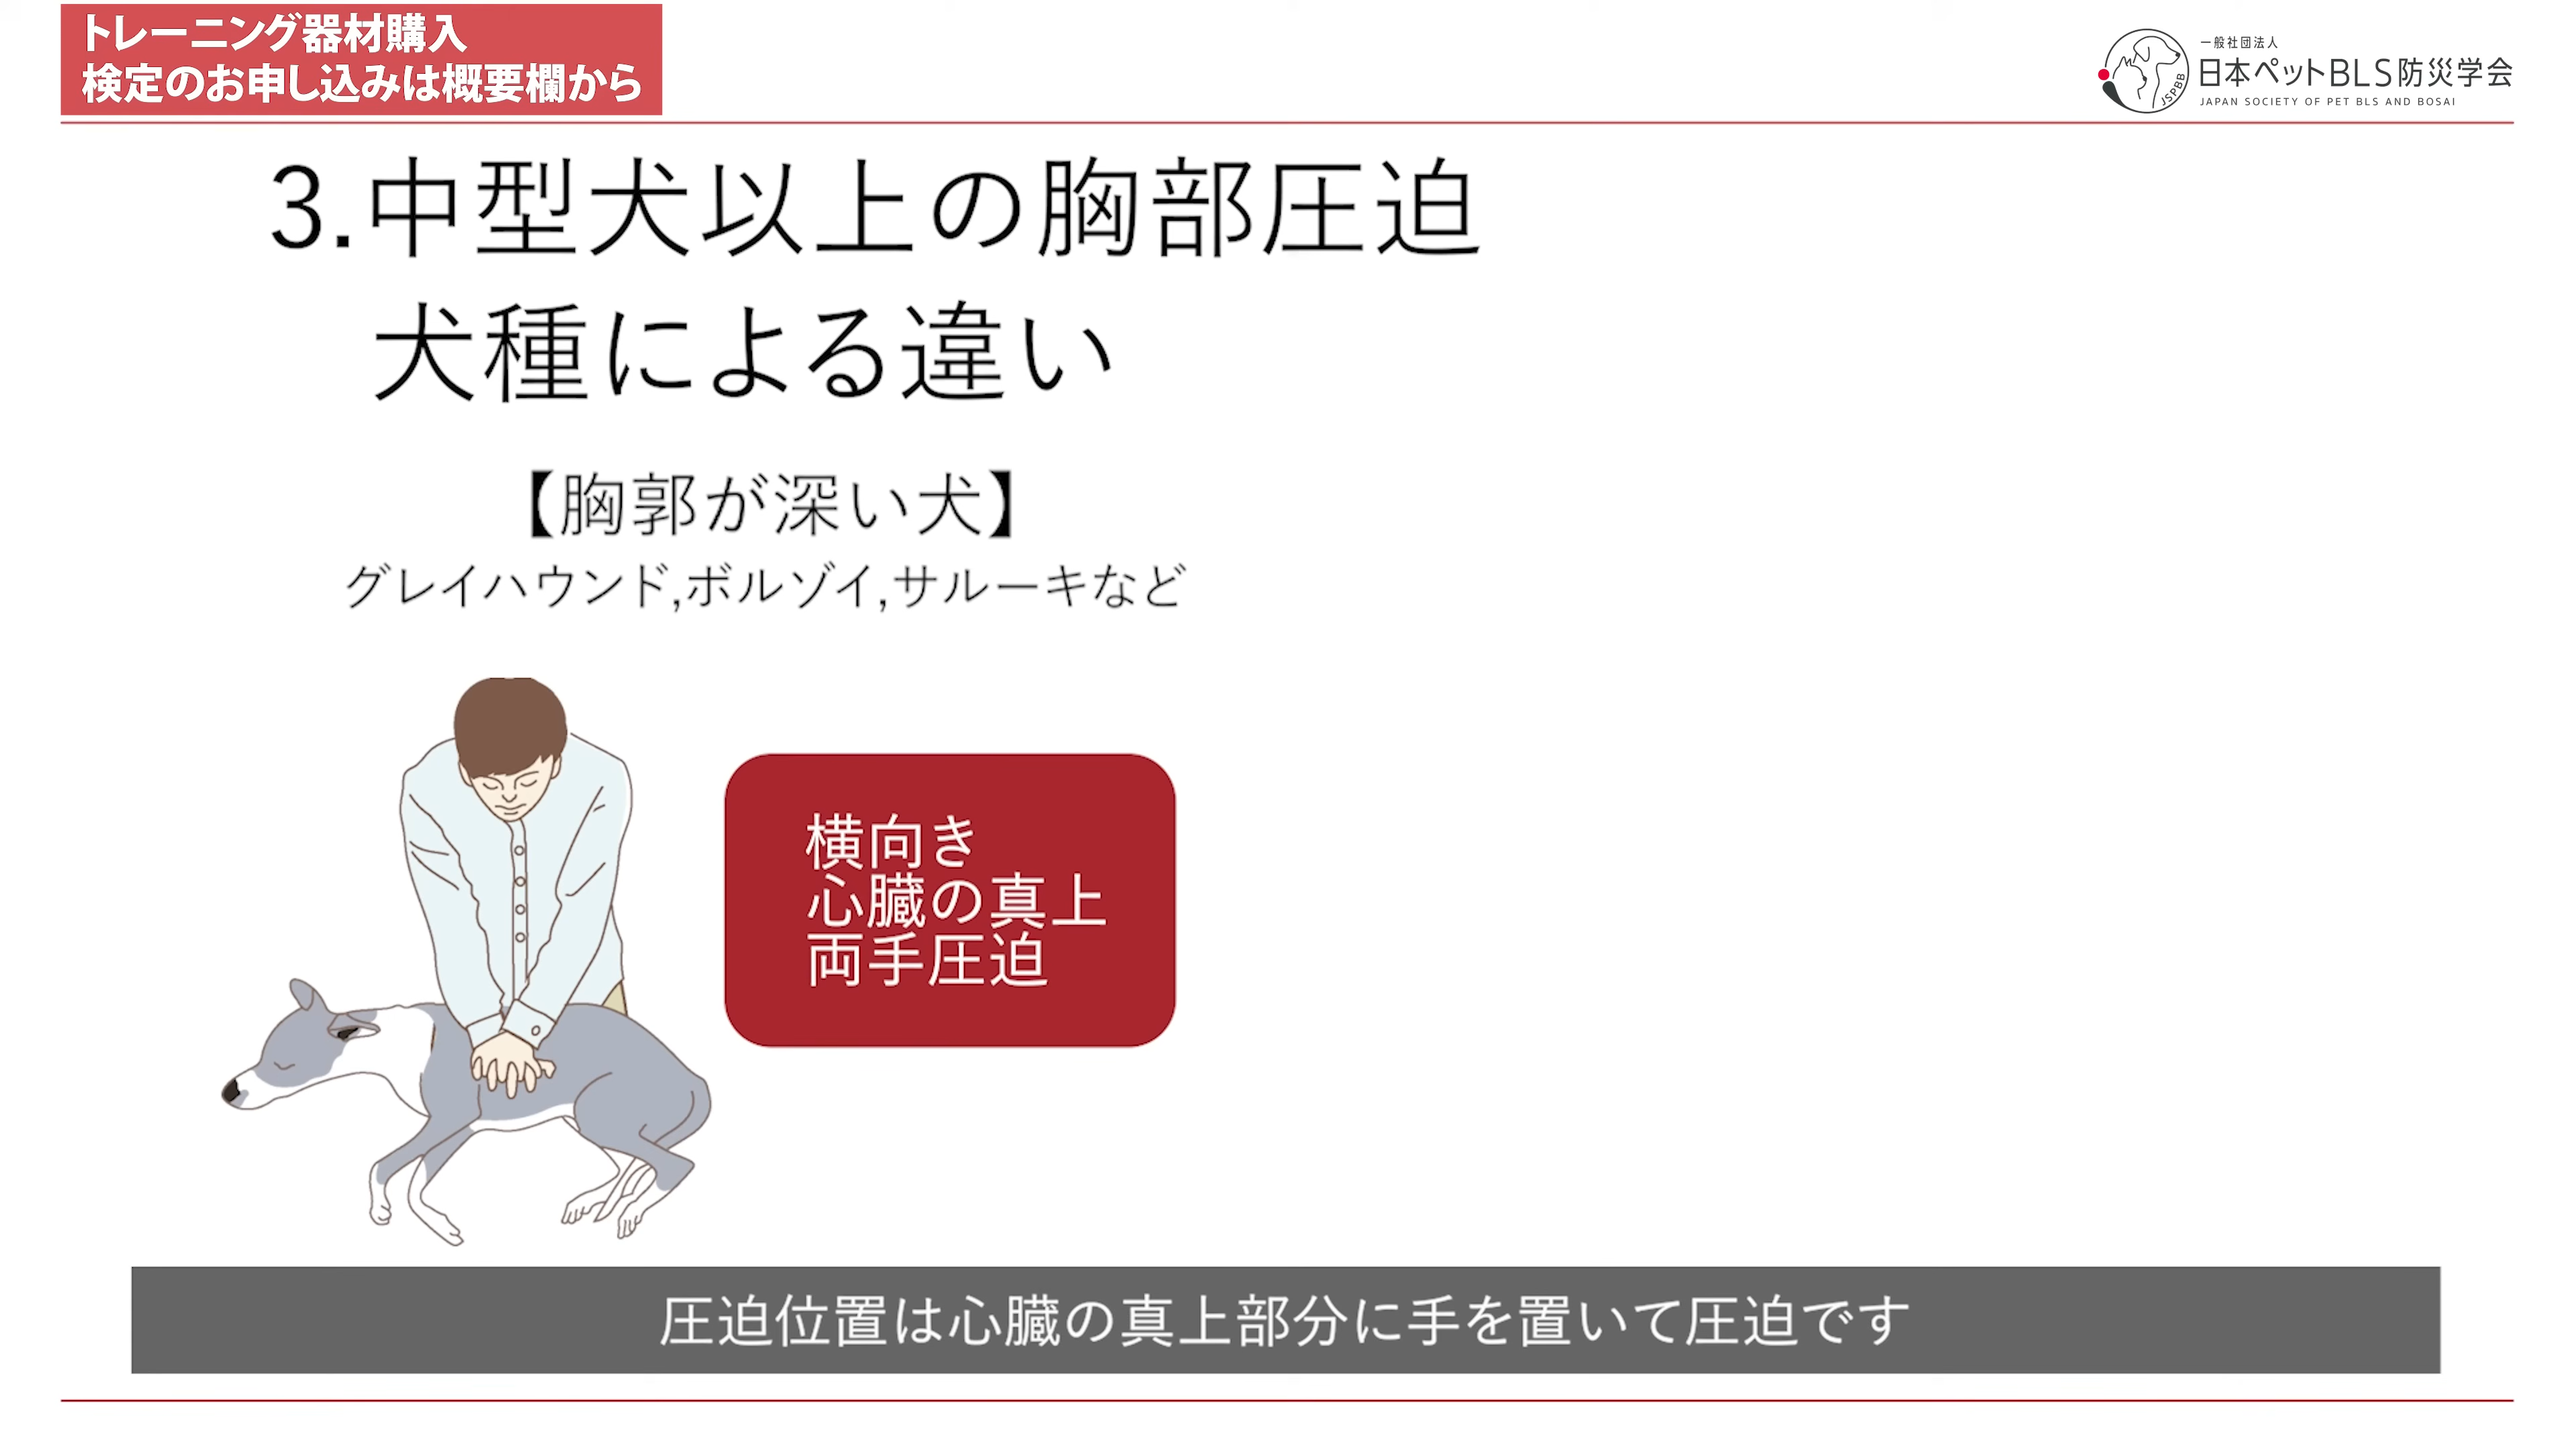 トレーニング器材購入
検定のお申し込みは概要欄から
一般社団法人
日本ペットBLS防災学会
JAPAN SOCIETY OF PET BLS AND BOSAI
JSPBB
3.中型犬以上の胸部圧迫
犬種による違い
【胸郭が深い犬】
グレイハウンド,ボルゾイ,サルーキなど
横向き
心臓の真上
両手圧迫
圧迫位置は心臓の真上部分に手を置いて圧迫です